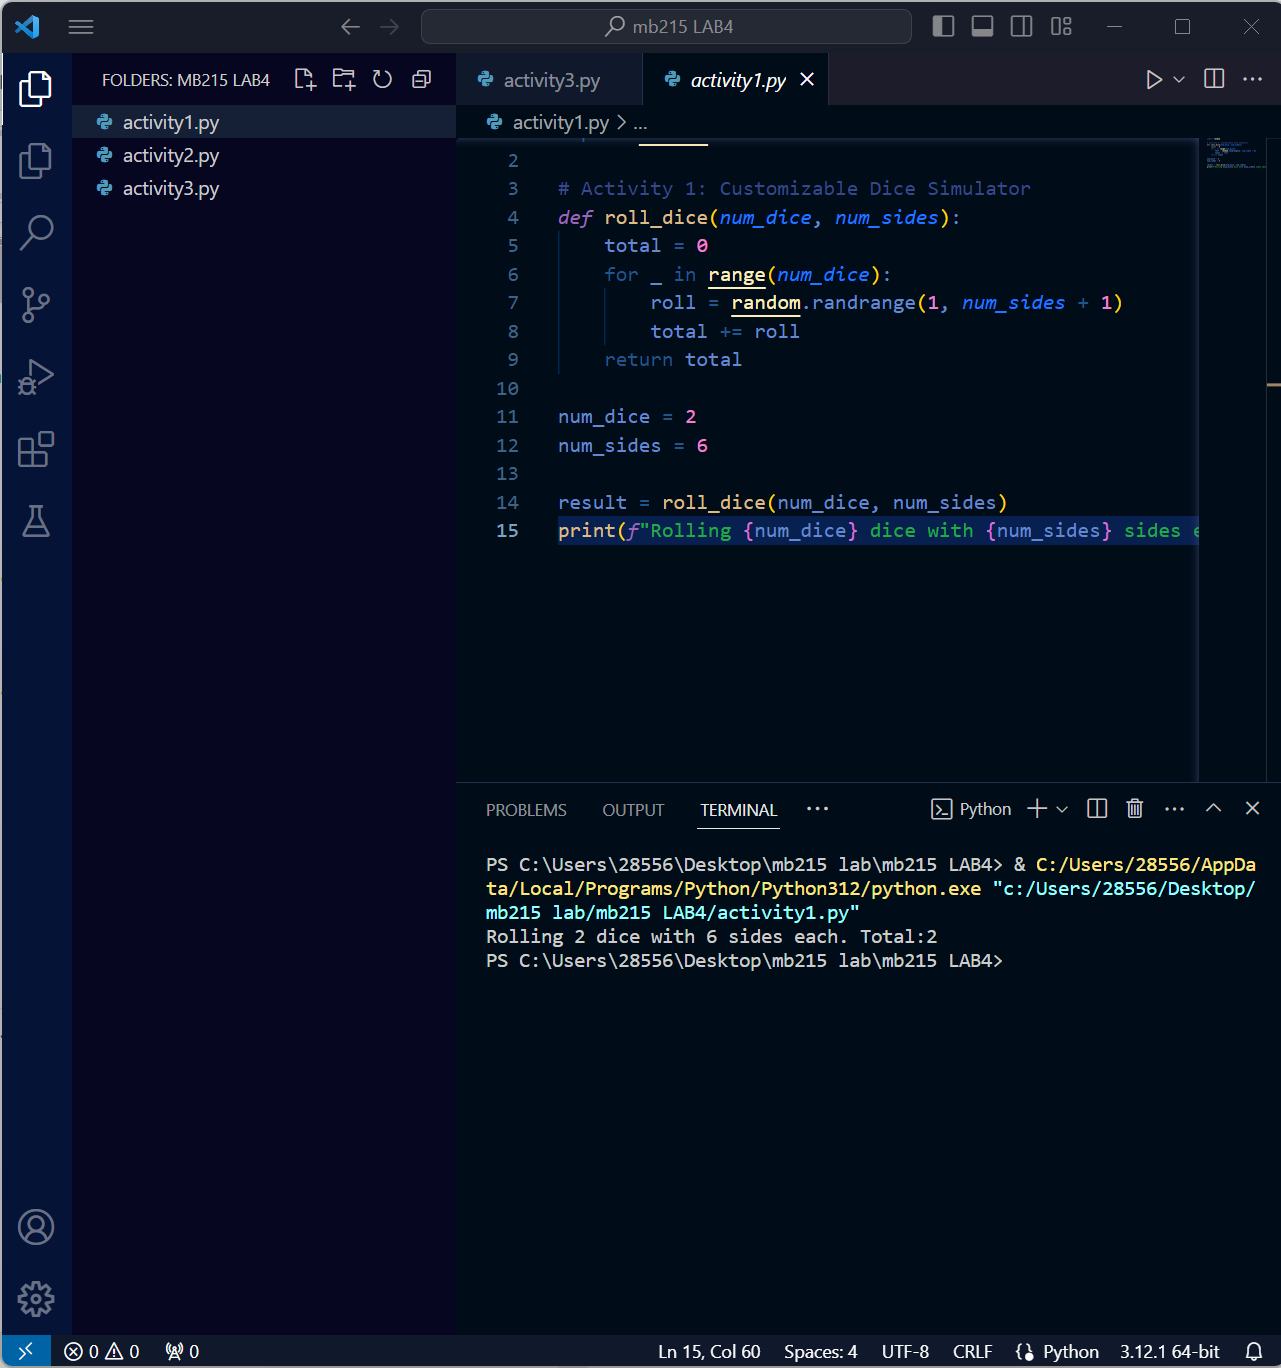 mb215 LAB4
FOLDERS: MB215 LAB4
activity1.py
activity2.py
activity3.py
activity3.py
activity1.py
activity1.py > ...
2
3 # Activity 1: Customizable Dice Simulator
4 def roll_dice(num_dice, num_sides):
5 total = 0
6 for _ in range(num_dice):
7 roll = random.randrange(1, num_sides + 1)
8 total += roll
9 return total
10
11 num_dice = 2
12 num_sides = 6
13
14 result = roll_dice(num_dice, num_sides)
15 print(f"Rolling {num_dice} dice with {num_sides} sides
PROBLEMS OUTPUT TERMINAL ... Python
PS C:\Users\28556\Desktop\mb215 lab\mb215 LAB4> & C:/Users/28556/AppDa
ta/Local/Programs/Python/Python312/python.exe "c:/Users/28556/Desktop/
mb215 lab/mb215 LAB4/activity1.py"
Rolling 2 dice with 6 sides each. Total:2
PS C:\Users\28556\Desktop\mb215 lab\mb215 LAB4>
0 0 0 Ln 15, Col 60 Spaces: 4 UTF-8 CRLF Python 3.12.1 64-bit